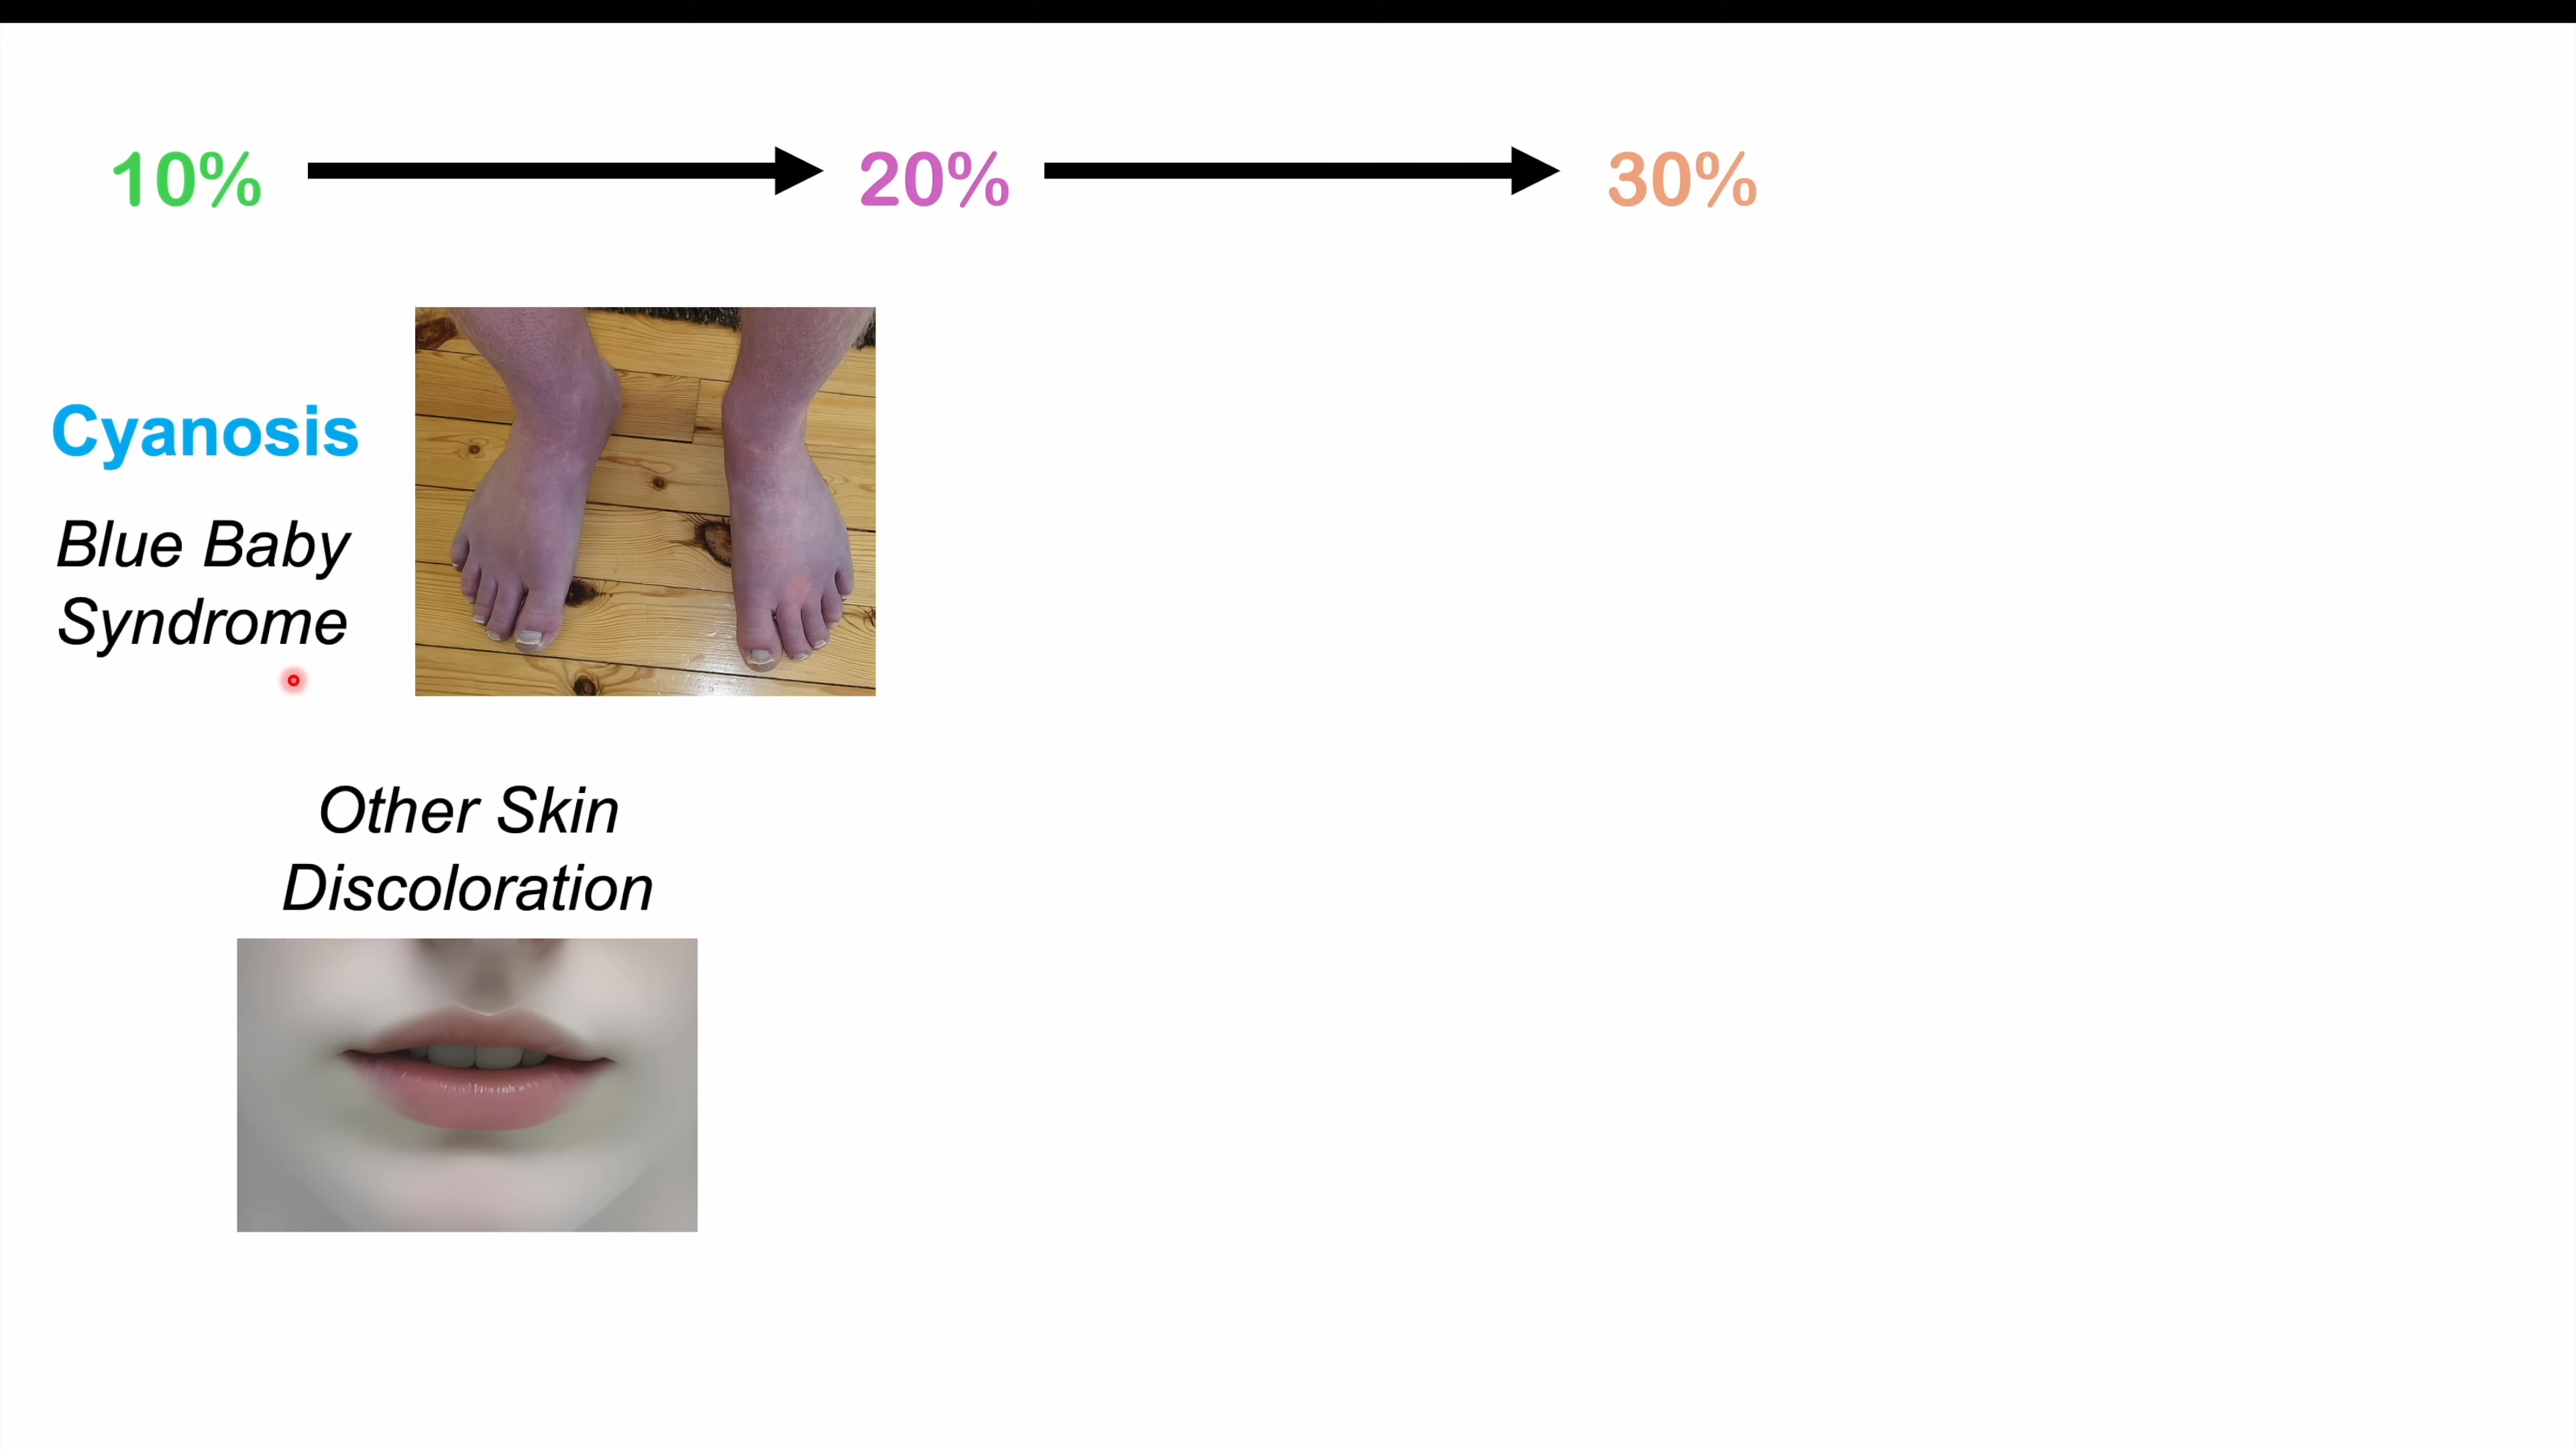 10% 20% 30%
Cyanosis
Blue Baby
Syndrome
Other Skin
Discoloration